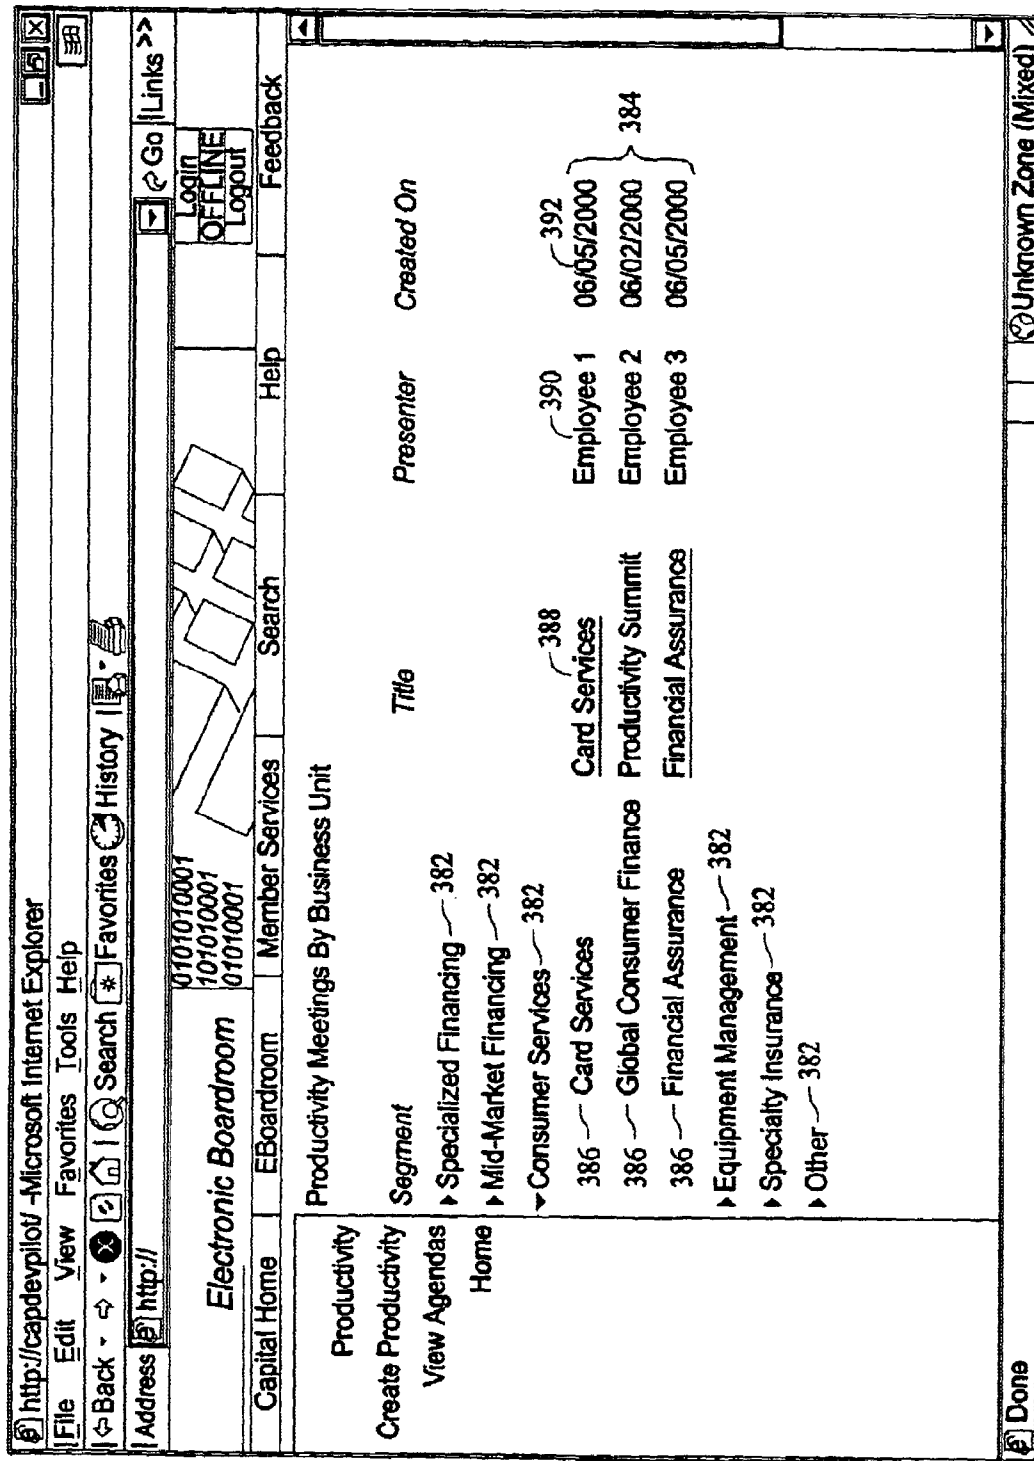 http://capdevpilot/ -Microsoft Internet Explorer
File Edit View Favorites Tools Help
Back Search Favorites History
Address http:// Go Links >>
Electronic Boardroom
0101010001
101010001
01010001
Login
OFFLINE
Logout
Capital Home EBoardroom Member Services Search Help Feedback
Productivity
Create Productivity
View Agendas
Home
Productivity Meetings By Business Unit
Segment Title Presenter Created On
Specialized Financing 382
Mid-Market Financing 382
Consumer Services 382 388 390 392
386 Card Services Card Services Employee 1 06/05/2000
386 Global Consumer Finance Productivity Summit Employee 2 06/02/2000 384
386 Financial Assurance Financial Assurance Employee 3 06/05/2000
Equipment Management 382
Specialty Insurance 382
Other 382
Done Unknown Zone (Mixed)